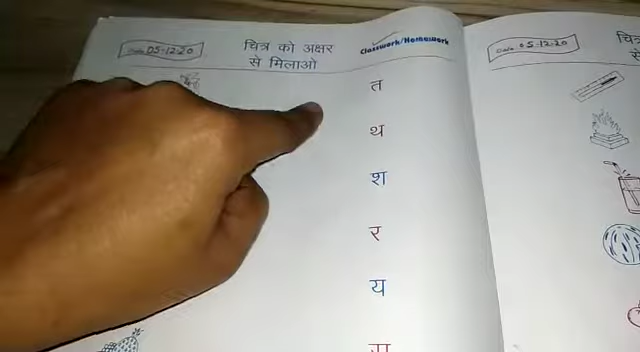 Date 05-12-20
चित्र को अक्षर
से मिलाओ
Classwork/Homework
त
थ
श
र
य
Date 05-12-20